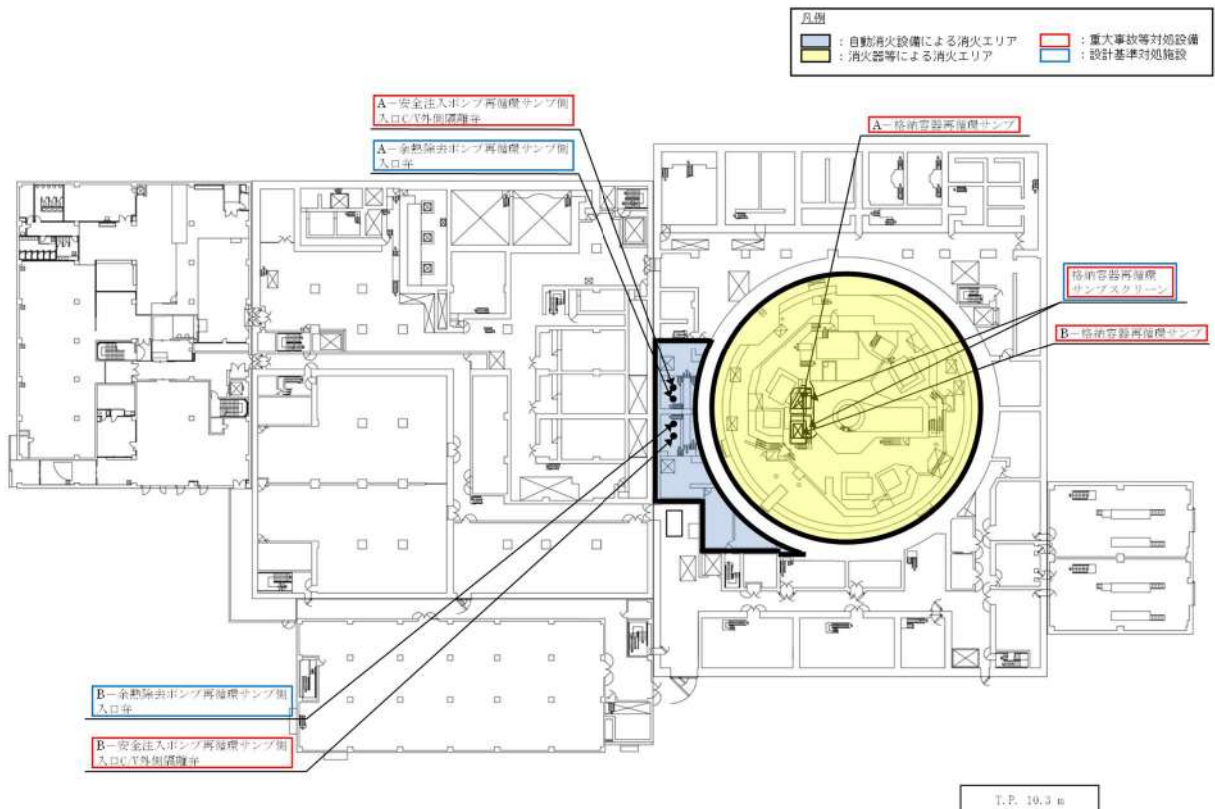 凡例
：自動消火設備による消火エリア
：消火器等による消火エリア
：重大事故等対処設備
：設計基準対処施設
A－安全注入ポンプ再循環サンプ側
入口C/V外側隔離弁
A－余熱除去ポンプ再循環サンプ側
入口弁
A－格納容器再循環サンプ
格納容器再循環
サンプスクリーン
B－格納容器再循環サンプ
B－余熱除去ポンプ再循環サンプ側
入口弁
B－安全注入ポンプ再循環サンプ側
入口C/V外側隔離弁
T.P. 10.3 m